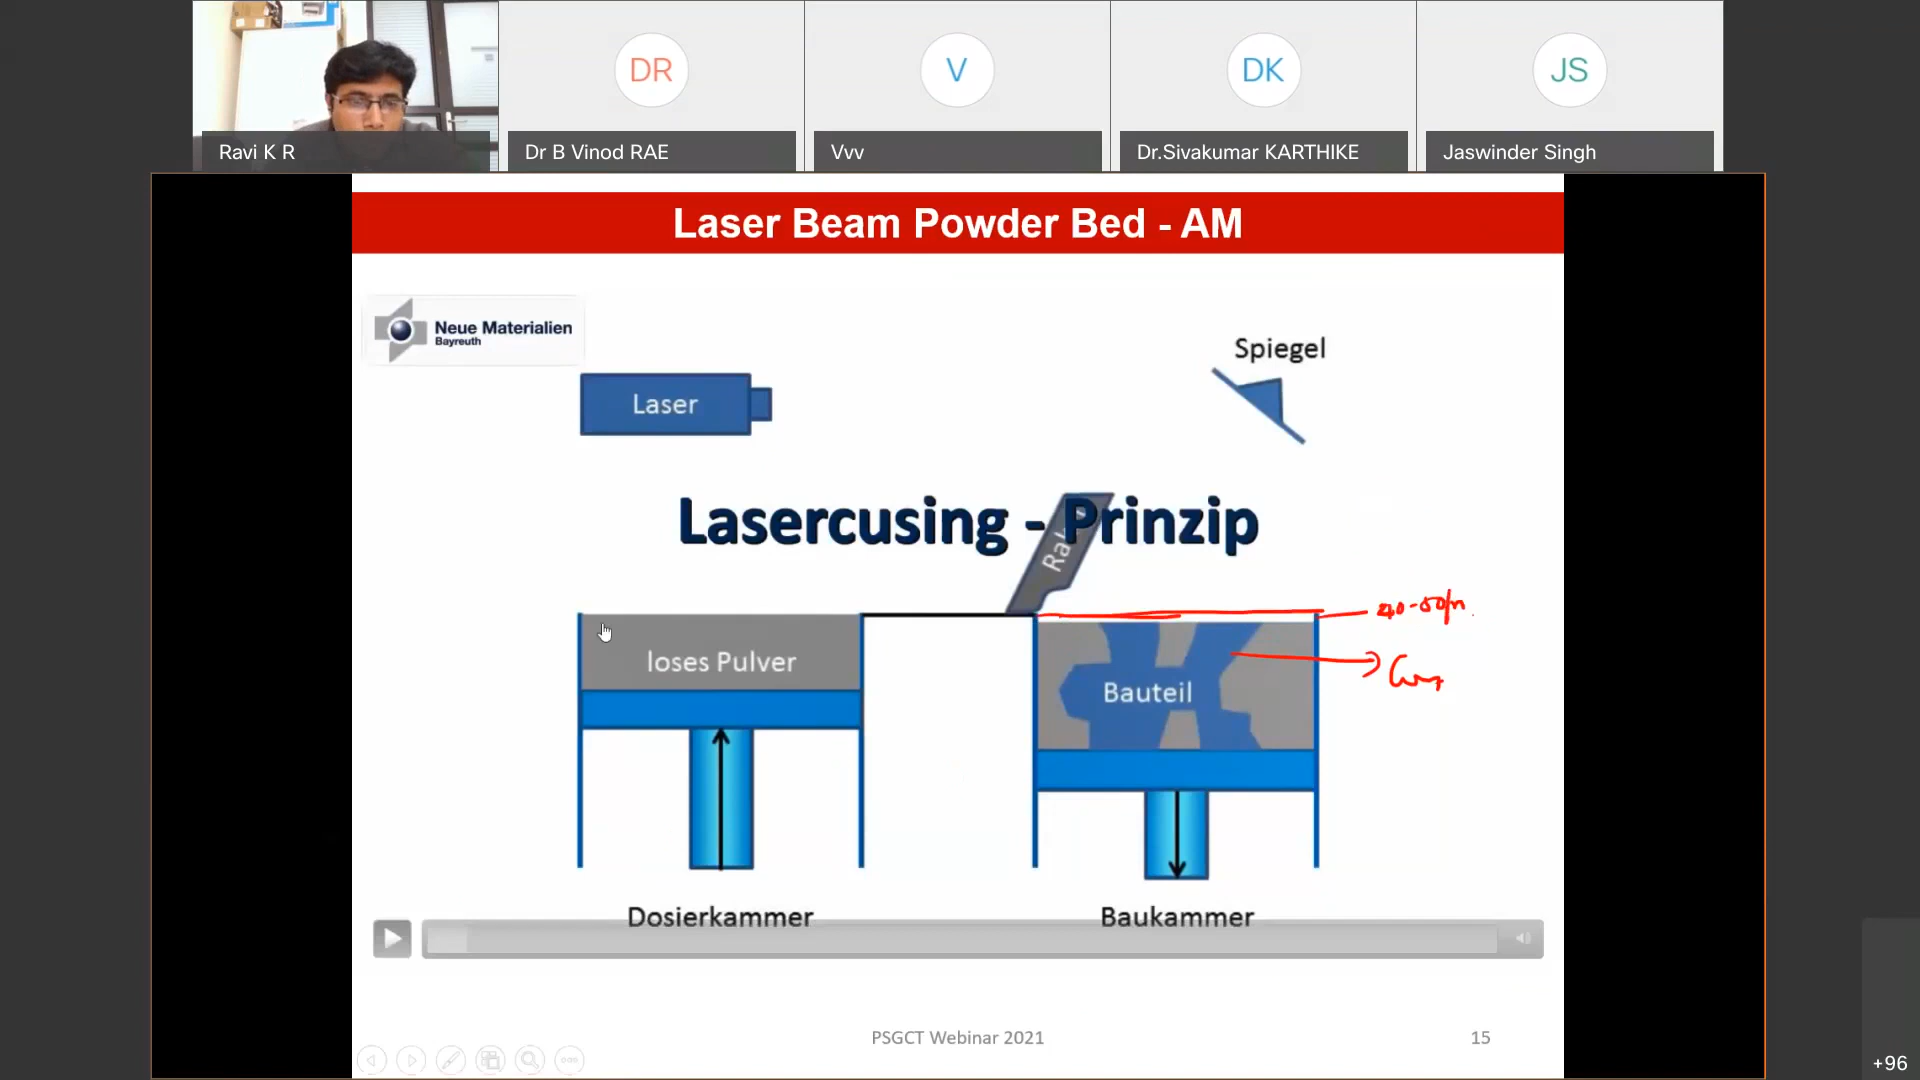 DR
V
DK
JS
Ravi K R
Dr B Vinod RAE
Vvv
Dr.Sivakumar KARTHIKE
Jaswinder Singh
Laser Beam Powder Bed - AM
Neue Materialien
Bayreuth
Spiegel
Laser
Lasercusing - Prinzip
loses Pulver
Bauteil
Dosierkammer
Baukammer
PSGCT Webinar 2021
15
+96